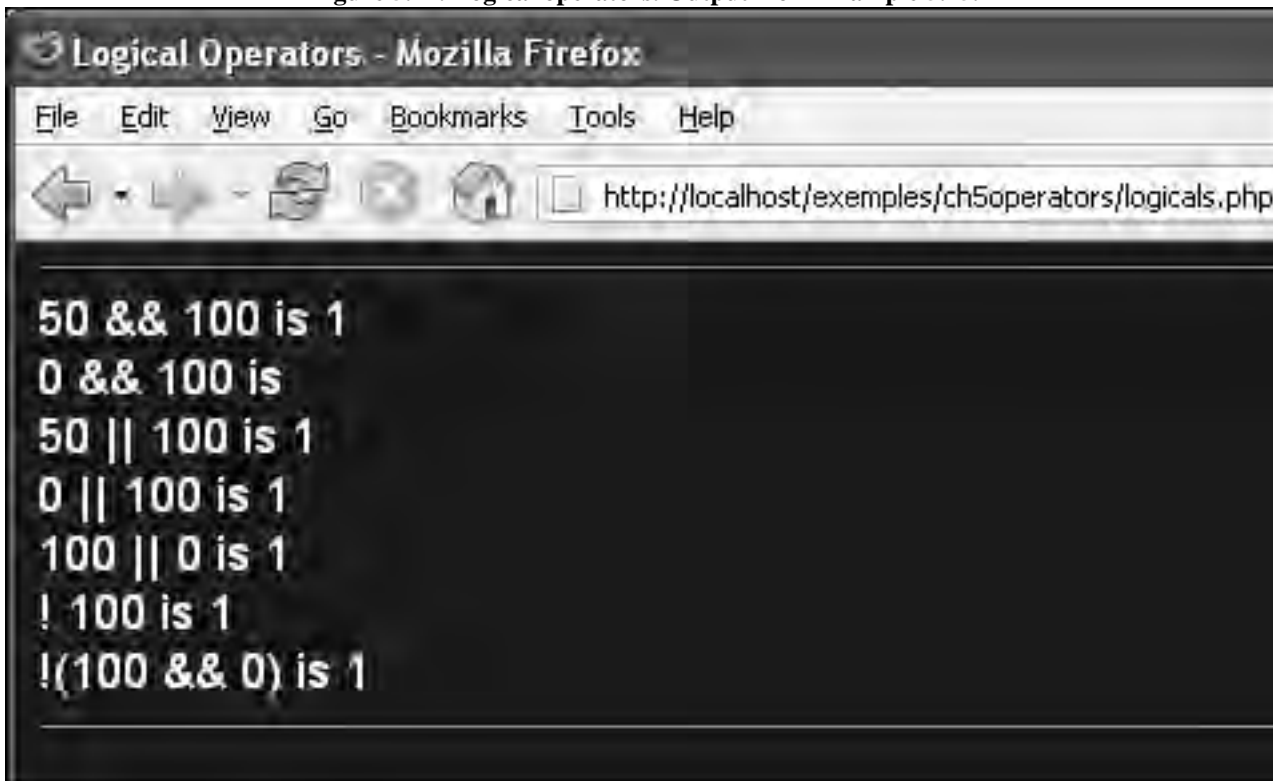 Logical Operators - Mozilla Firefox
File Edit View Go Bookmarks Tools Help
http://localhost/exemples/ch5operators/logicals.php
50 && 100 is 1
0 && 100 is
50 || 100 is 1
0 || 100 is 1
100 || 0 is 1
! 100 is 1
!(100 && 0) is 1